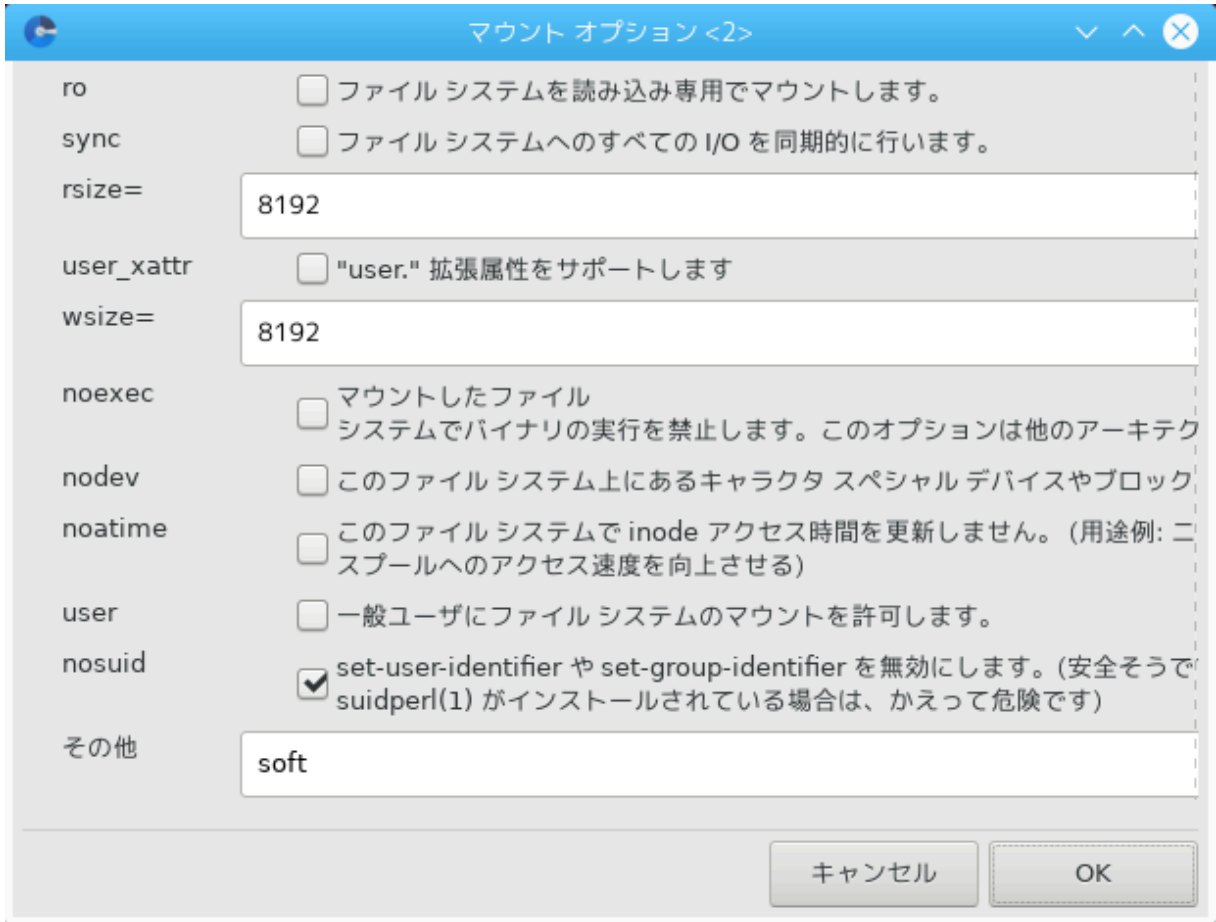 マウント オプション <2>
ro
ファイル システムを読み込み専用でマウントします。
sync
ファイル システムへのすべての I/O を同期的に行います。
rsize=
8192
user_xattr
"user." 拡張属性をサポートします
wsize=
8192
noexec
マウントしたファイル
システムでバイナリの実行を禁止します。このオプションは他のアーキテク
nodev
このファイル システム上にあるキャラクタ スペシャル デバイスやブロック
noatime
このファイル システムで inode アクセス時間を更新しません。 (用途例: ニ
スプールへのアクセス速度を向上させる)
user
一般ユーザにファイル システムのマウントを許可します。
nosuid
set-user-identifier や set-group-identifier を無効にします。(安全そうで
suidperl(1) がインストールされている場合は、かえって危険です)
その他
soft
キャンセル
OK